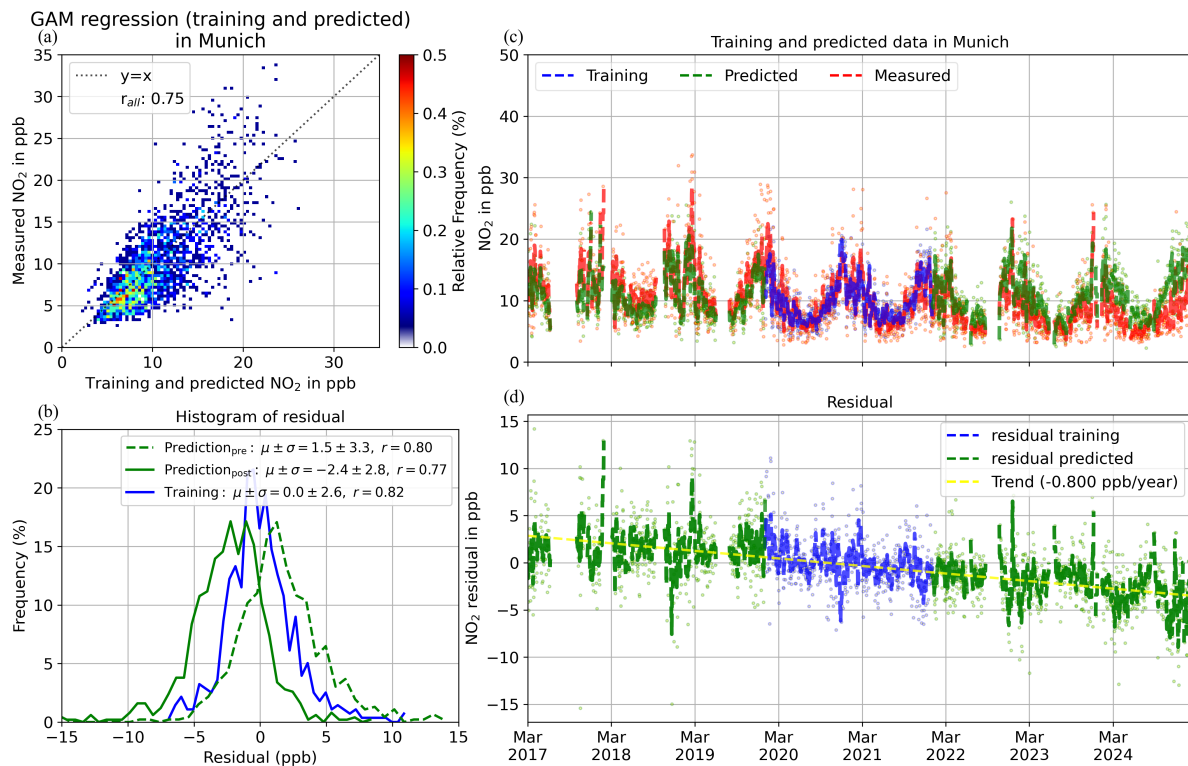 GAM regression (training and predicted)
in Munich
(a)
y=x
r_all: 0.75
35
30
25
20
15
10
5
0
Measured NO₂ in ppb
0
10
20
30
Training and predicted NO₂ in ppb
0.5
0.4
0.3
0.2
0.1
0.0
Relative Frequency (%)
(c)
Training and predicted data in Munich
Training
Predicted
Measured
50
40
30
20
10
0
NO₂ in ppb
(b)
Histogram of residual
Prediction_pre: μ ± σ = 1.5 ± 3.3, r = 0.80
Prediction_post: μ ± σ = −2.4 ± 2.8, r = 0.77
Training: μ ± σ = 0.0 ± 2.6, r = 0.82
25
20
15
10
5
0
Frequency (%)
−15
−10
−5
0
5
10
15
Residual (ppb)
(d)
Residual
residual training
residual predicted
Trend (-0.800 ppb/year)
15
10
5
0
−5
−10
−15
NO₂ residual in ppb
Mar
2017
Mar
2018
Mar
2019
Mar
2020
Mar
2021
Mar
2022
Mar
2023
Mar
2024